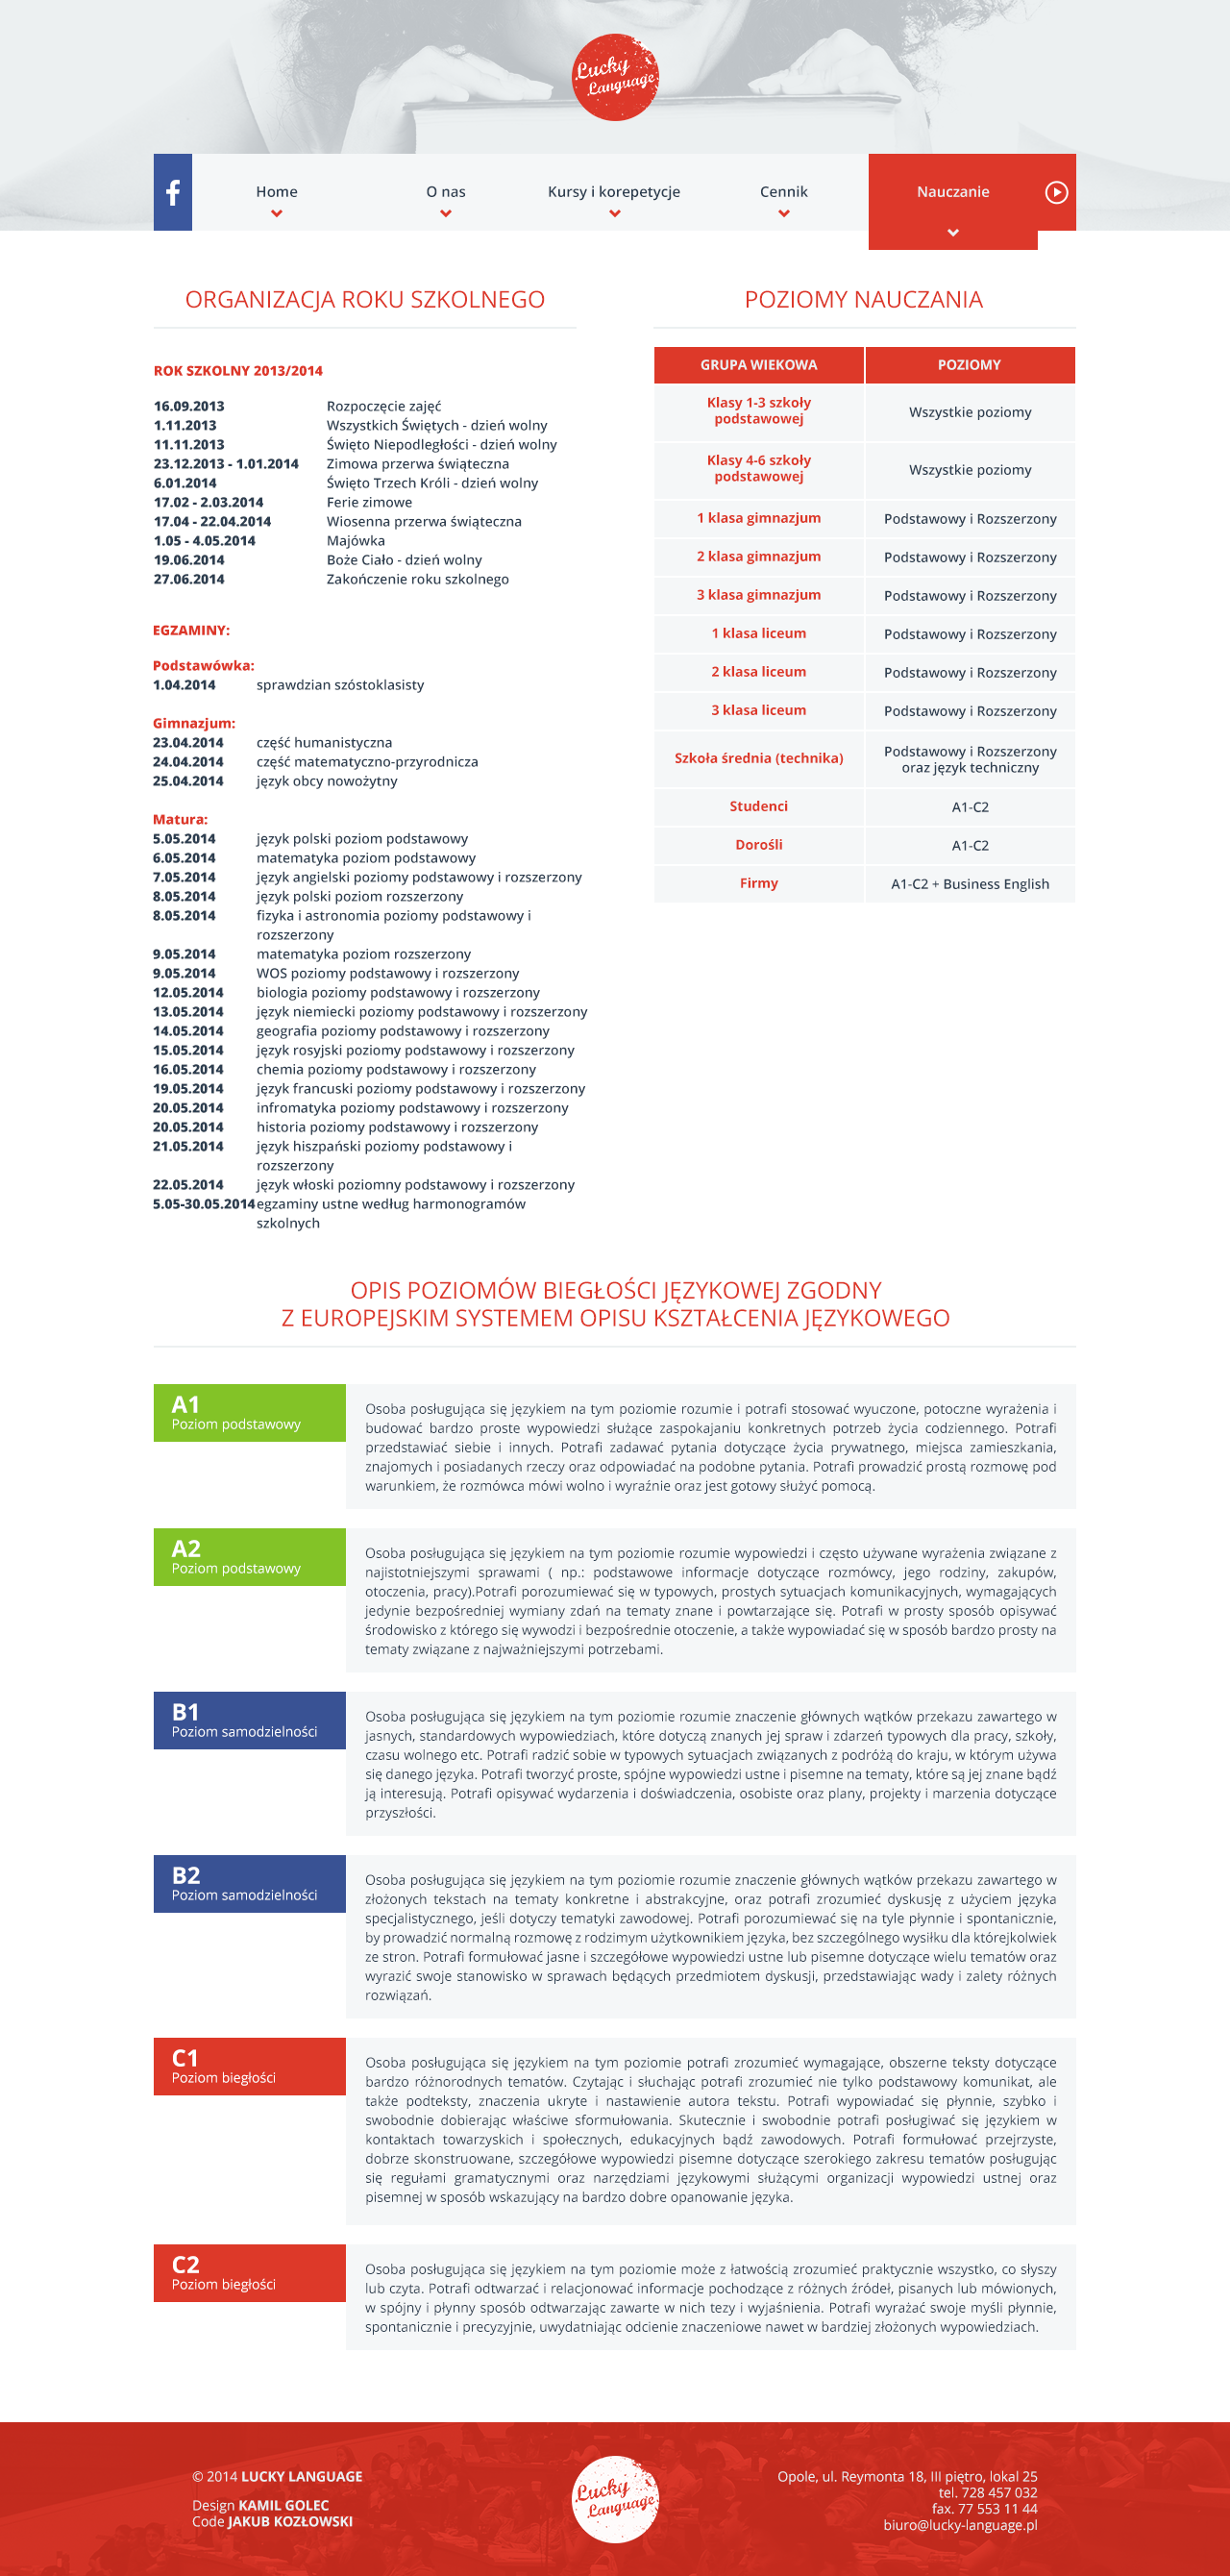 Lucky
Language
Home
O nas
Kursy i korepetycje
Cennik
Nauczanie
ORGANIZACJA ROKU SZKOLNEGO
ROK SZKOLNY 2013/2014
16.09.2013 Rozpoczęcie zajęć
1.11.2013 Wszystkich Świętych - dzień wolny
11.11.2013 Święto Niepodległości - dzień wolny
23.12.2013 - 1.01.2014 Zimowa przerwa świąteczna
6.01.2014 Święto Trzech Króli - dzień wolny
17.02 - 2.03.2014 Ferie zimowe
17.04 - 22.04.2014 Wiosenna przerwa świąteczna
1.05 - 4.05.2014 Majówka
19.06.2014 Boże Ciało - dzień wolny
27.06.2014 Zakończenie roku szkolnego
EGZAMINY:
Podstawówka:
1.04.2014 sprawdzian szóstoklasisty
Gimnazjum:
23.04.2014 część humanistyczna
24.04.2014 część matematyczno-przyrodnicza
25.04.2014 język obcy nowożytny
Matura:
5.05.2014 język polski poziom podstawowy
6.05.2014 matematyka poziom podstawowy
7.05.2014 język angielski poziomy podstawowy i rozszerzony
8.05.2014 język polski poziom rozszerzony
8.05.2014 fizyka i astronomia poziomy podstawowy i
rozszerzony
9.05.2014 matematyka poziom rozszerzony
9.05.2014 WOS poziomy podstawowy i rozszerzony
12.05.2014 biologia poziomy podstawowy i rozszerzony
13.05.2014 język niemiecki poziomy podstawowy i rozszerzony
14.05.2014 geografia poziomy podstawowy i rozszerzony
15.05.2014 język rosyjski poziomy podstawowy i rozszerzony
16.05.2014 chemia poziomy podstawowy i rozszerzony
19.05.2014 język francuski poziomy podstawowy i rozszerzony
20.05.2014 infromatyka poziomy podstawowy i rozszerzony
20.05.2014 historia poziomy podstawowy i rozszerzony
21.05.2014 język hiszpański poziomy podstawowy i
rozszerzony
22.05.2014 język włoski poziomny podstawowy i rozszerzony
5.05-30.05.2014 egzaminy ustne według harmonogramów
szkolnych
POZIOMY NAUCZANIA
GRUPA WIEKOWA POZIOMY
Klasy 1-3 szkoły
podstawowej
Wszystkie poziomy
Klasy 4-6 szkoły
podstawowej
Wszystkie poziomy
1 klasa gimnazjum Podstawowy i Rozszerzony
2 klasa gimnazjum Podstawowy i Rozszerzony
3 klasa gimnazjum Podstawowy i Rozszerzony
1 klasa liceum Podstawowy i Rozszerzony
2 klasa liceum Podstawowy i Rozszerzony
3 klasa liceum Podstawowy i Rozszerzony
Szkoła średnia (technika)
Podstawowy i Rozszerzony
oraz język techniczny
Studenci A1-C2
Dorośli A1-C2
Firmy A1-C2 + Business English
OPIS POZIOMÓW BIEGŁOŚCI JĘZYKOWEJ ZGODNY
Z EUROPEJSKIM SYSTEMEM OPISU KSZTAŁCENIA JĘZYKOWEGO
A1
Poziom podstawowy
Osoba posługująca się językiem na tym poziomie rozumie i potrafi stosować wyuczone, potoczne wyrażenia i
budować bardzo proste wypowiedzi służące zaspokajaniu konkretnych potrzeb życia codziennego. Potrafi
przedstawiać siebie i innych. Potrafi zadawać pytania dotyczące życia prywatnego, miejsca zamieszkania,
znajomych i posiadanych rzeczy oraz odpowiadać na podobne pytania. Potrafi prowadzić prostą rozmowę pod
warunkiem, że rozmówca mówi wolno i wyraźnie oraz jest gotowy służyć pomocą.
A2
Poziom podstawowy
Osoba posługująca się językiem na tym poziomie rozumie wypowiedzi i często używane wyrażenia związane z
najistotniejszymi sprawami ( np.: podstawowe informacje dotyczące rozmówcy, jego rodziny, zakupów,
otoczenia, pracy).Potrafi porozumiewać się w typowych, prostych sytuacjach komunikacyjnych, wymagających
jedynie bezpośredniej wymiany zdań na tematy znane i powtarzające się. Potrafi w prosty sposób opisywać
środowisko z którego się wywodzi i bezpośrednie otoczenie, a także wypowiadać się w sposób bardzo prosty na
tematy związane z najważniejszymi potrzebami.
B1
Poziom samodzielności
Osoba posługująca się językiem na tym poziomie rozumie znaczenie głównych wątków przekazu zawartego w
jasnych, standardowych wypowiedziach, które dotyczą znanych jej spraw i zdarzeń typowych dla pracy, szkoły,
czasu wolnego etc. Potrafi radzić sobie w typowych sytuacjach związanych z podróżą do kraju, w którym używa
się danego języka. Potrafi tworzyć proste, spójne wypowiedzi ustne i pisemne na tematy, które są jej znane bądź
ją interesują. Potrafi opisywać wydarzenia i doświadczenia, osobiste oraz plany, projekty i marzenia dotyczące
przyszłości.
B2
Poziom samodzielności
Osoba posługująca się językiem na tym poziomie rozumie znaczenie głównych wątków przekazu zawartego w
złożonych tekstach na tematy konkretne i abstrakcyjne, oraz potrafi zrozumieć dyskusję z użyciem języka
specjalistycznego, jeśli dotyczy tematyki zawodowej. Potrafi porozumiewać się na tyle płynnie i spontanicznie,
by prowadzić normalną rozmowę z rodzimym użytkownikiem języka, bez szczególnego wysiłku dla którejkolwiek
ze stron. Potrafi formułować jasne i szczegółowe wypowiedzi ustne lub pisemne dotyczące wielu tematów oraz
wyrazić swoje stanowisko w sprawach będących przedmiotem dyskusji, przedstawiając wady i zalety różnych
rozwiązań.
C1
Poziom biegłości
Osoba posługująca się językiem na tym poziomie potrafi zrozumieć wymagające, obszerne teksty dotyczące
bardzo różnorodnych tematów. Czytając i słuchając potrafi zrozumieć nie tylko podstawowy komunikat, ale
także podteksty, znaczenia ukryte i nastawienie autora tekstu. Potrafi wypowiadać się płynnie, szybko i
swobodnie dobierając właściwe sformułowania. Skutecznie i swobodnie potrafi posługiwać się językiem w
kontaktach towarzyskich i społecznych, edukacyjnych bądź zawodowych. Potrafi formułować przejrzyste,
dobrze skonstruowane, szczegółowe wypowiedzi pisemne dotyczące szerokiego zakresu tematów posługując
się regułami gramatycznymi oraz narzędziami językowymi służącymi organizacji wypowiedzi ustnej oraz
pisemnej w sposób wskazujący na bardzo dobre opanowanie języka.
C2
Poziom biegłości
Osoba posługująca się językiem na tym poziomie może z łatwością zrozumieć praktycznie wszystko, co słyszy
lub czyta. Potrafi odtwarzać i relacjonować informacje pochodzące z różnych źródeł, pisanych lub mówionych,
w spójny i płynny sposób odtwarzając zawarte w nich tezy i wyjaśnienia. Potrafi wyrażać swoje myśli płynnie,
spontanicznie i precyzyjnie, uwydatniając odcienie znaczeniowe nawet w bardziej złożonych wypowiedziach.
© 2014 LUCKY LANGUAGE
Design KAMIL GOLEC
Code JAKUB KOZŁOWSKI
Lucky
Language
Opole, ul. Reymonta 18, III piętro, lokal 25
tel. 728 457 032
fax. 77 553 11 44
biuro@lucky-language.pl